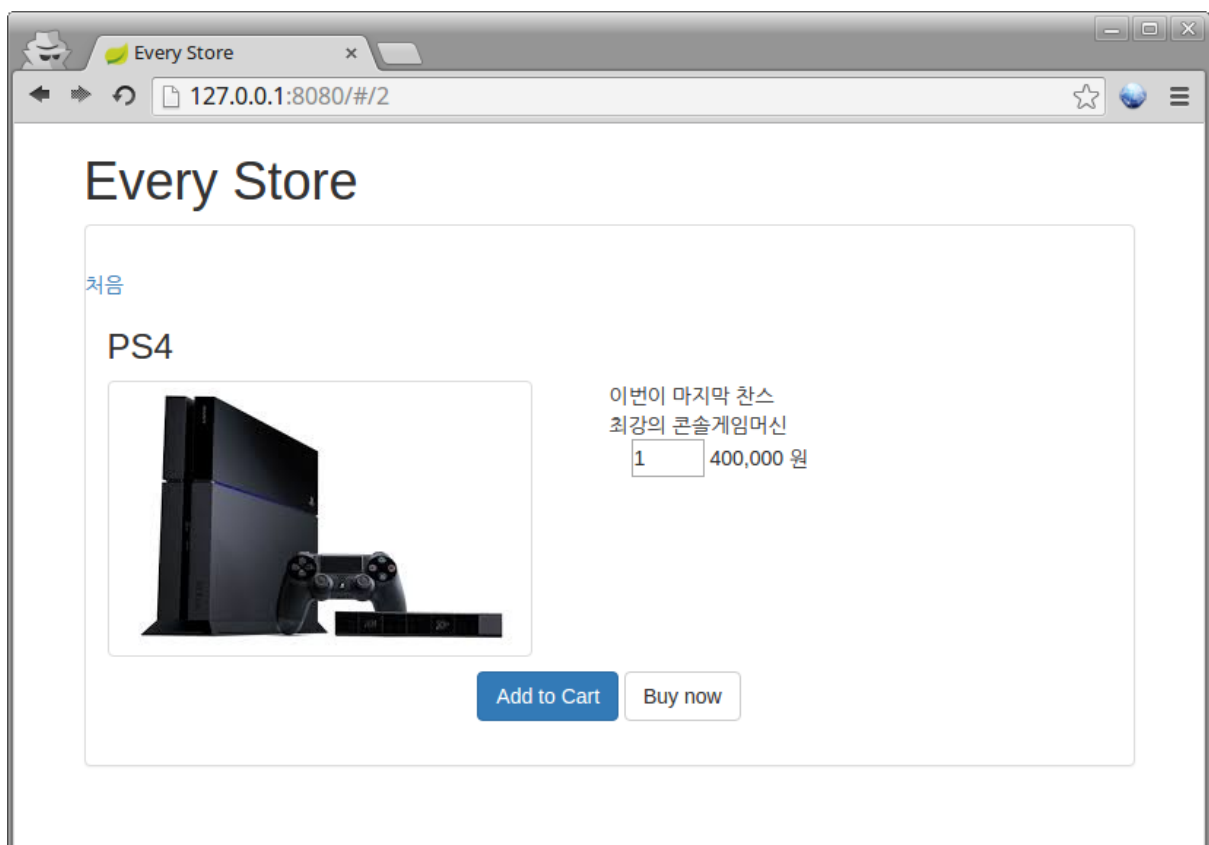 Every Store
127.0.0.1:8080/#/2
Every Store
처음
PS4
이번이 마지막 찬스
최강의 콘솔게임머신
1 400,000 원
Add to Cart Buy now